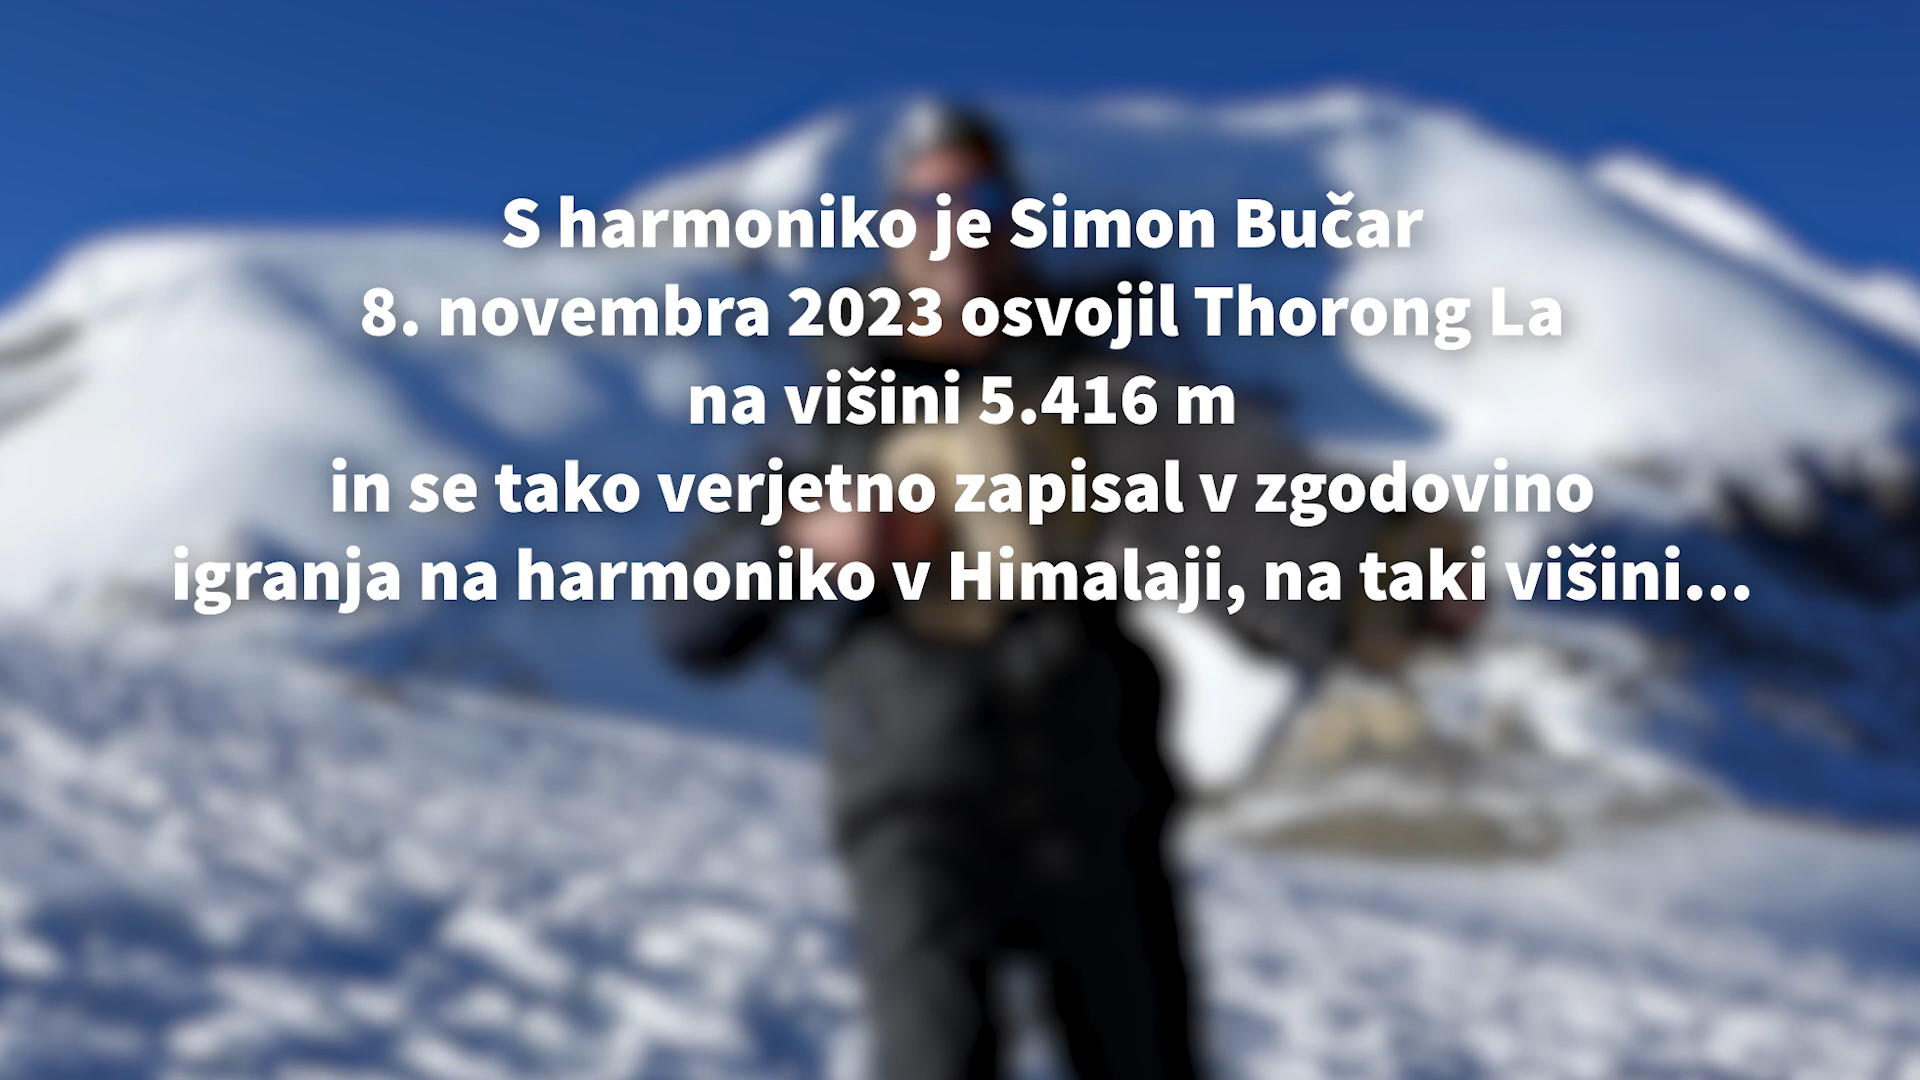 S harmoniko je Simon Bučar
8. novembra 2023 osvojil Thorong La
na višini 5.416 m
in se tako verjetno zapisal v zgodovino
igranja na harmoniko v Himalaji, na taki višini...